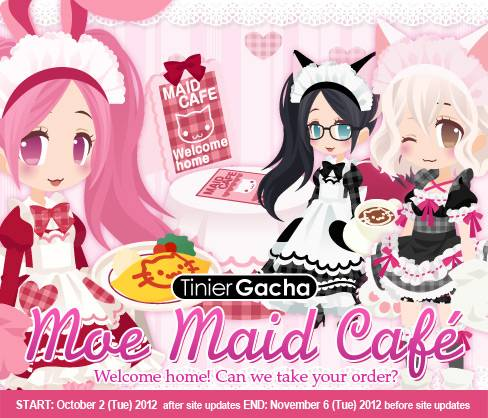 MAID
CAFE
Welcome
home
MAID
CAFE
Tinier Gacha
Moe Maid Café
Welcome home! Can we take your order?
START: October 2 (Tue) 2012 after site updates END: November 6 (Tue) 2012 before site updates